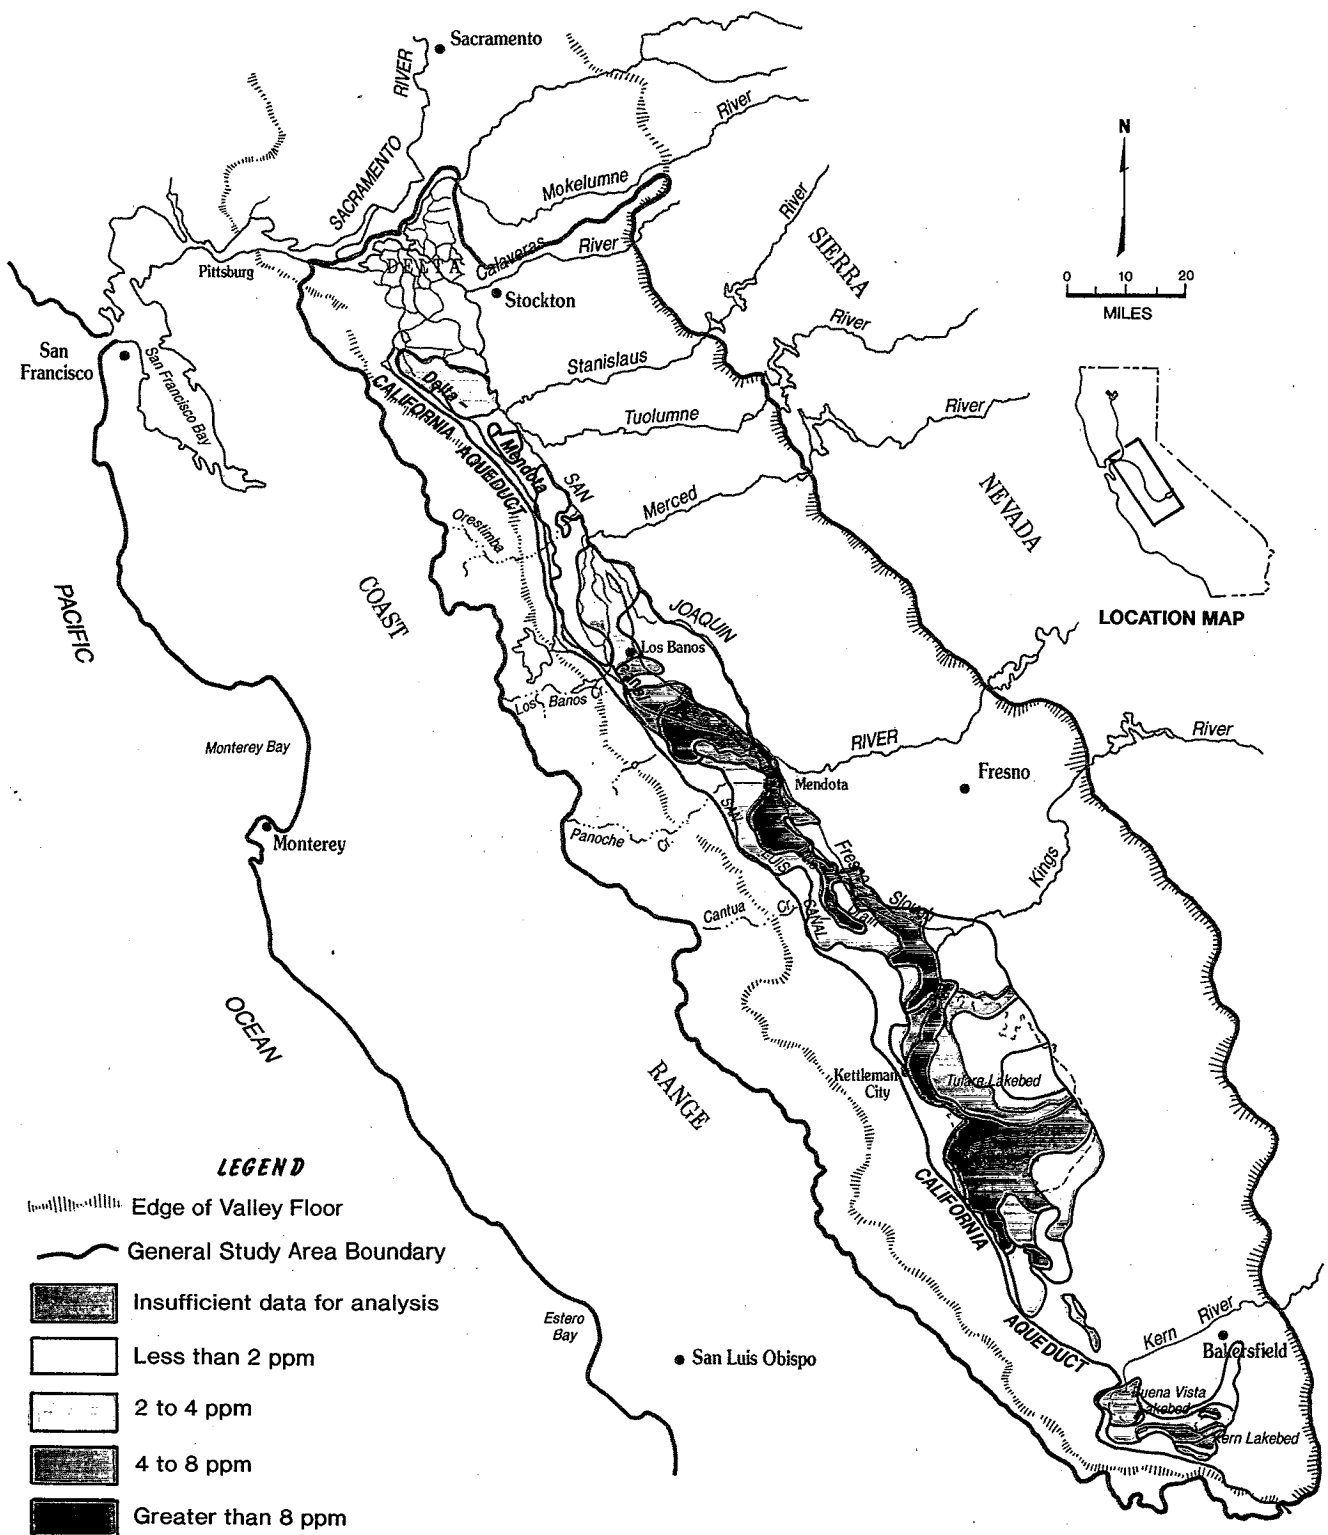 Sacramento
RIVER
SACRAMENTO
River
Mokelumne
River
SIERRA
Calaveras
River
DELTA
Pittsburg
Stockton
N
0 10 20
MILES
San
Francisco
San Francisco Bay
River
Stanislaus
Delta -
CALIFORNIA
AQUEDUCT
Tuolumne
River
Mendota
SAN
Merced
NEVADA
Orestimba
LOCATION MAP
PACIFIC
COAST
JOAQUIN
Los Banos
Los Banos Cr.
Monterey Bay
RIVER
River
Fresno
Mendota
SAN
Monterey
Panoche Cr.
LUIS
Fresno
Slough
Kings
Cantua Cr.
CANAL
OCEAN
RANGE
Kettleman
City
Tulare Lakebed
CALIFORNIA
LEGEND
Edge of Valley Floor
General Study Area Boundary
Insufficient data for analysis
Less than 2 ppm
2 to 4 ppm
4 to 8 ppm
Greater than 8 ppm
Estero
Bay
San Luis Obispo
AQUEDUCT
Kern River
Bakersfield
Buena Vista
Lakebed
Kern Lakebed